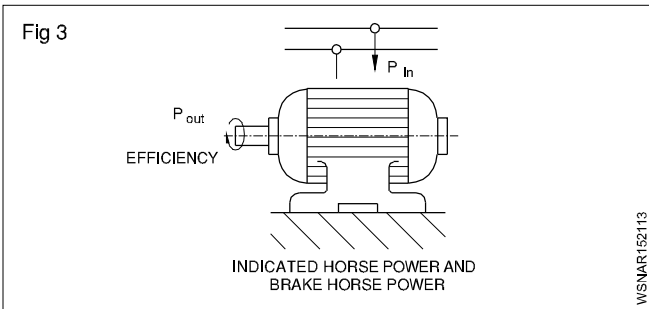 Fig 3
P In
P out
EFFICIENCY
INDICATED HORSE POWER AND
BRAKE HORSE POWER
WSNAR152113